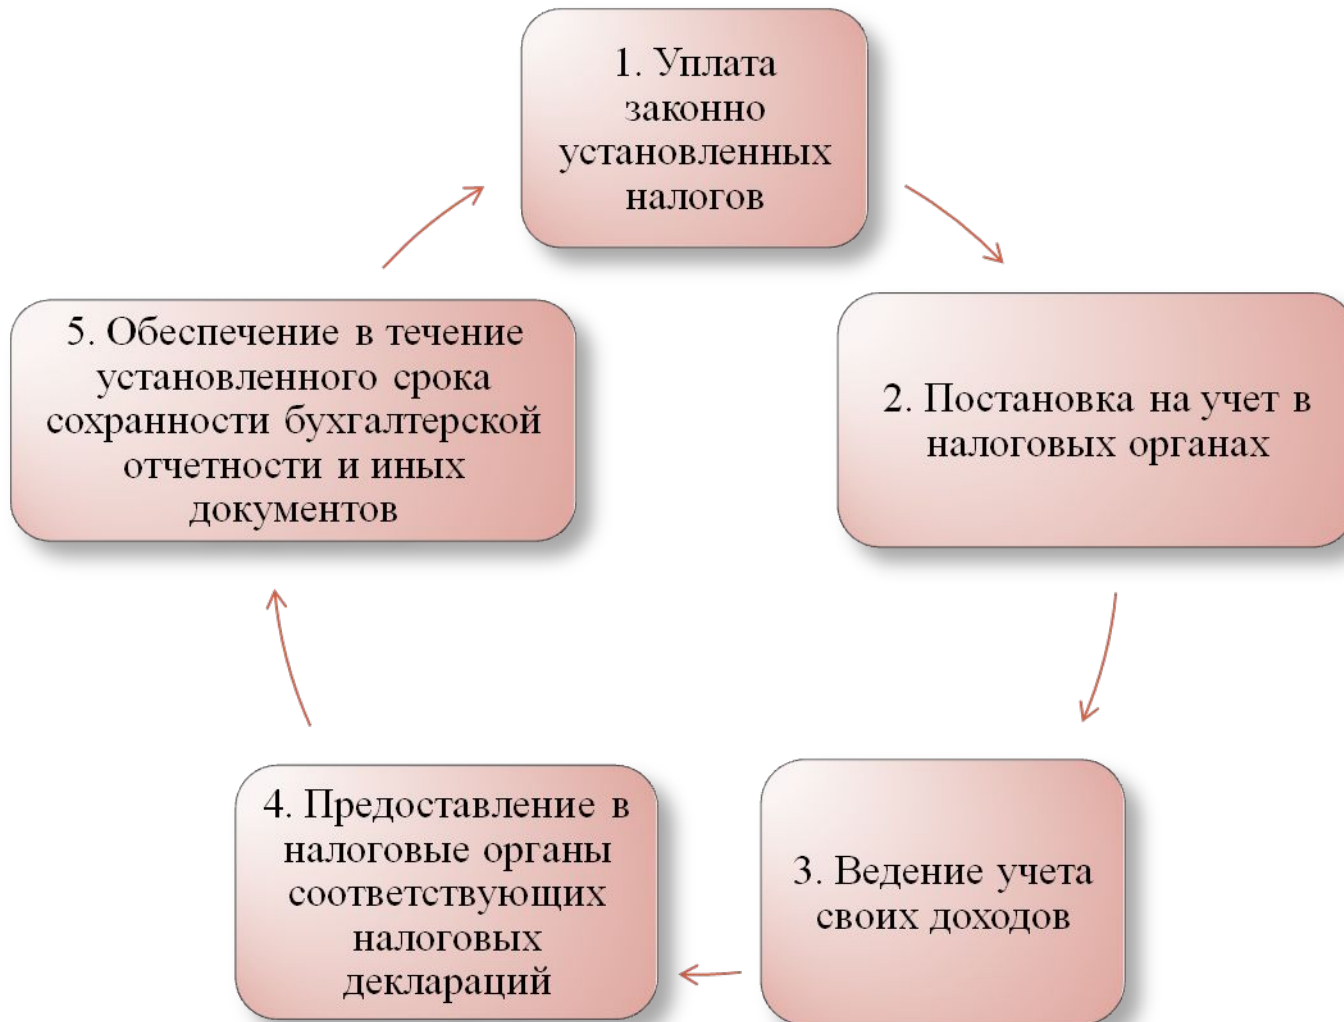 1. Уплата
законно
установленных
налогов
2. Постановка на учет в
налоговых органах
3. Ведение учета
своих доходов
4. Предоставление в
налоговые органы
соответствующих
налоговых
деклараций
5. Обеспечение в течение
установленного срока
сохранности бухгалтерской
отчетности и иных
документов